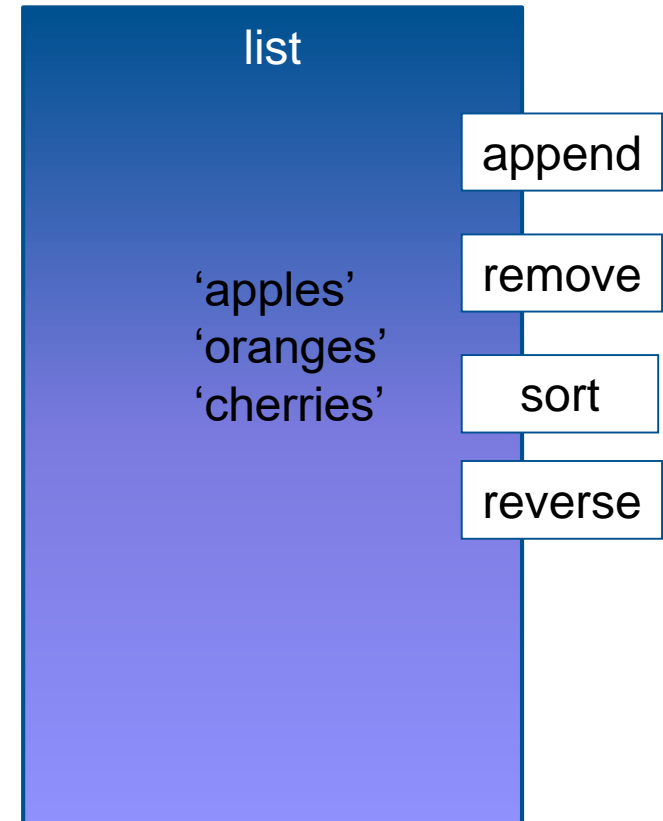 list
append
remove
‘apples’
‘oranges’
‘cherries’
sort
reverse